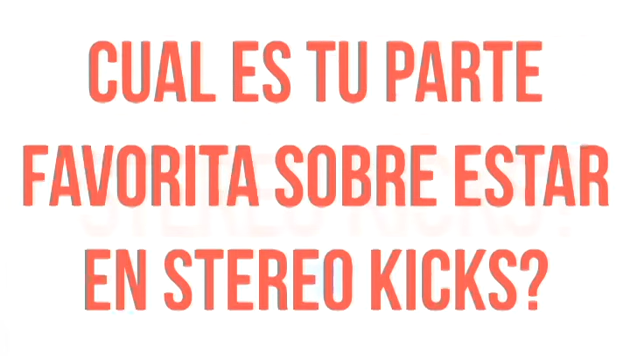 CUAL ES TU PARTE
FAVORITA SOBRE ESTAR
EN STEREO KICKS?